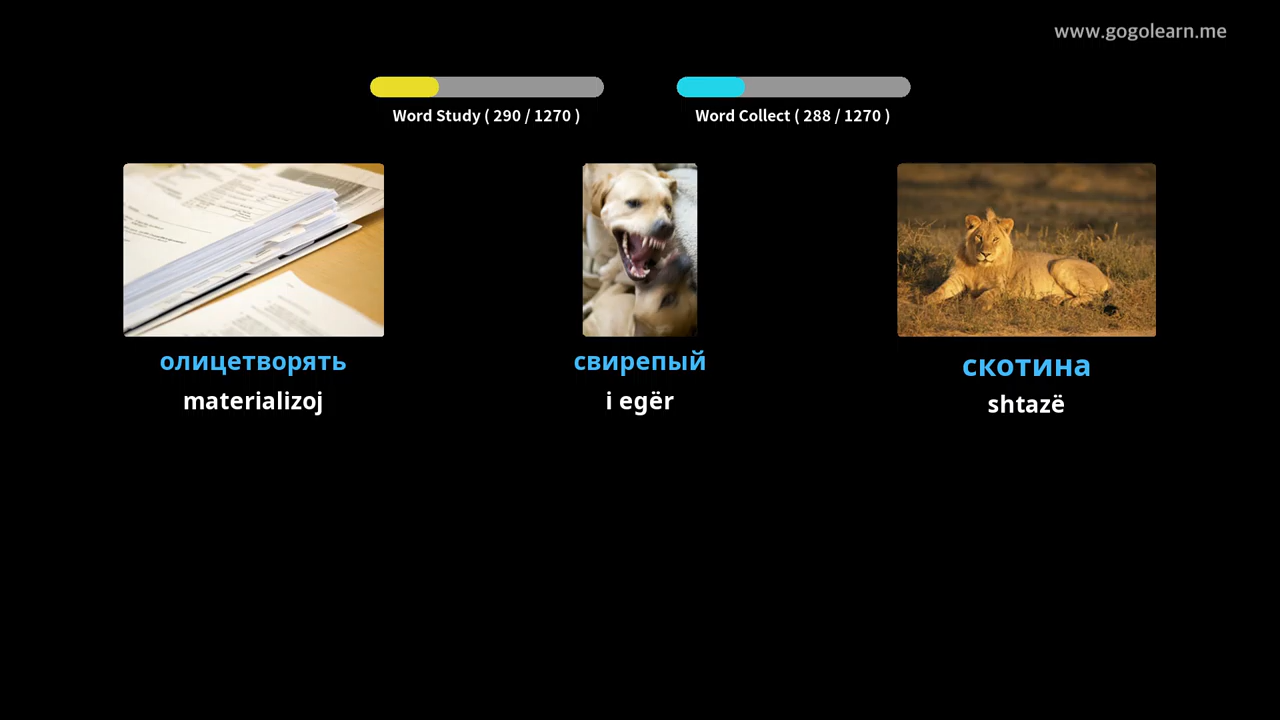 www.gogolearn.me
Word Study ( 290 / 1270 )
Word Collect ( 288 / 1270 )
олицетворять
materializoj
свирепый
i egër
скотина
shtazë